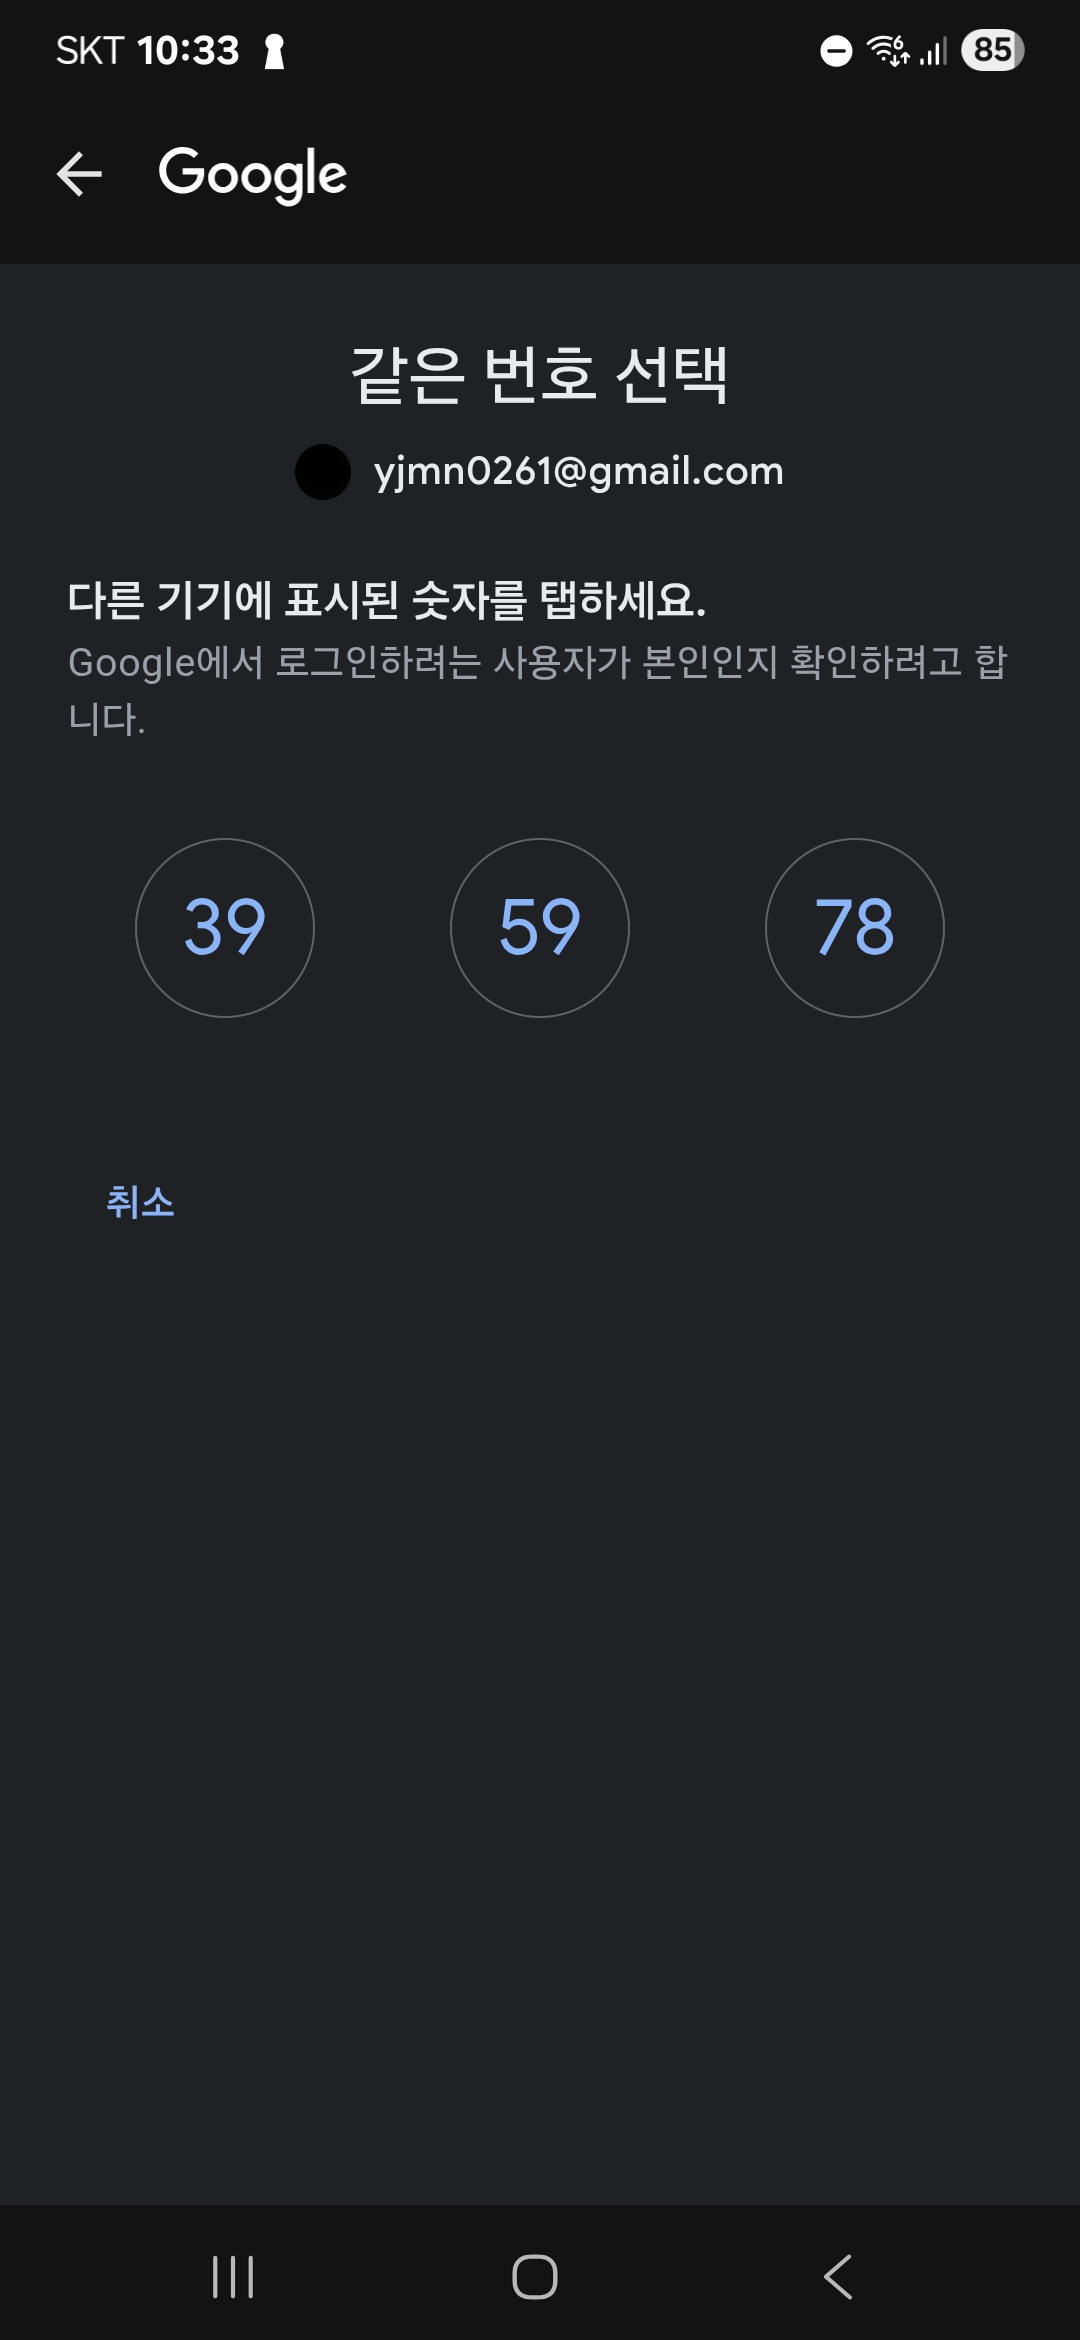 SKT 10:33
6
85
Google
같은 번호 선택
yjmn0261@gmail.com
다른 기기에 표시된 숫자를 탭하세요.
Google에서 로그인하려는 사용자가 본인인지 확인하려고 합
니다.
39 59 78
취소